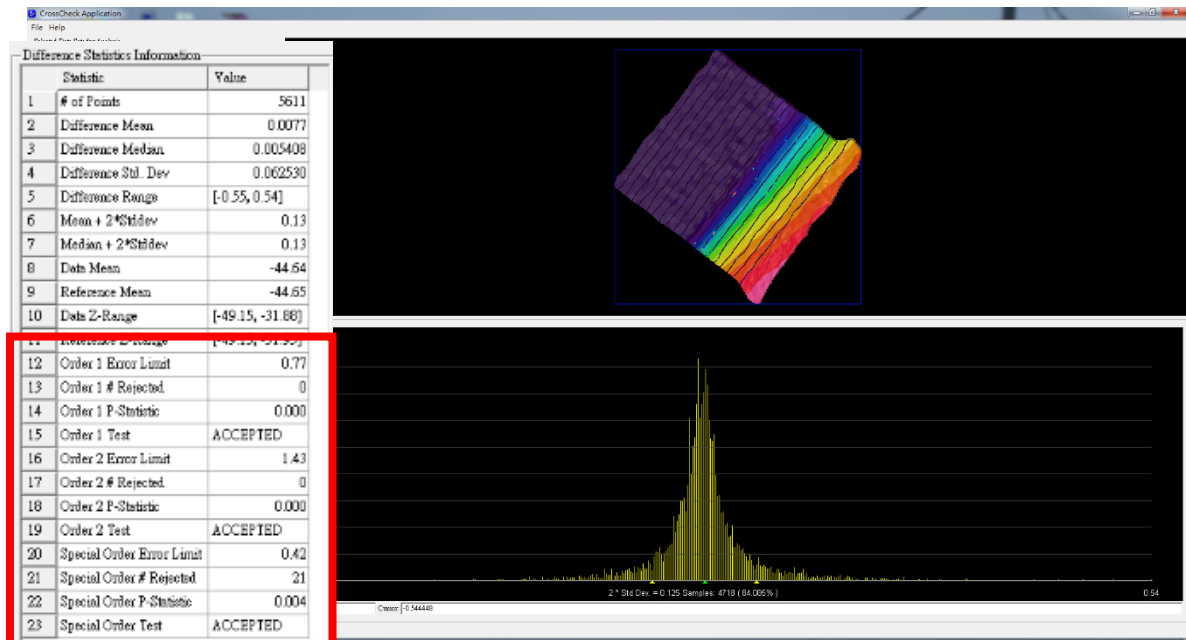 CrossCheck Application
File Help
Difference Statistics Information
Statistic Value
1 # of Points 5611
2 Difference Mean 0.0077
3 Difference Median 0.005408
4 Difference Std. Dev 0.062530
5 Difference Range [-0.55, 0.54]
6 Mean + 2*Stddev 0.13
7 Median + 2*Stddev 0.13
8 Data Mean -44.64
9 Reference Mean -44.65
10 Data Z-Range [-49.15, -31.88]
11 Reference Z-Range
12 Order 1 Error Limit 0.77
13 Order 1 # Rejected 0
14 Order 1 P-Statistic 0.000
15 Order 1 Test ACCEPTED
16 Order 2 Error Limit 1.43
17 Order 2 # Rejected 0
18 Order 2 P-Statistic 0.000
19 Order 2 Test ACCEPTED
20 Special Order Error Limit 0.42
21 Special Order # Rejected 21
22 Special Order P-Statistic 0.004
23 Special Order Test ACCEPTED
2 * Std Dev. = 0.125 Samples: 4718 ( 84.085% )
0.54
Cursor: -0.544448